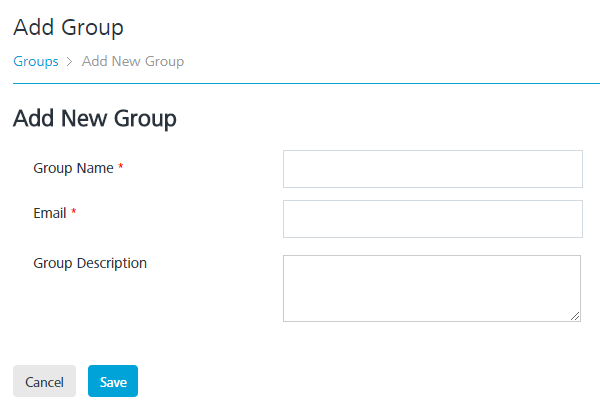 Add Group
Groups > Add New Group
Add New Group
Group Name *
Email *
Group Description
Cancel Save